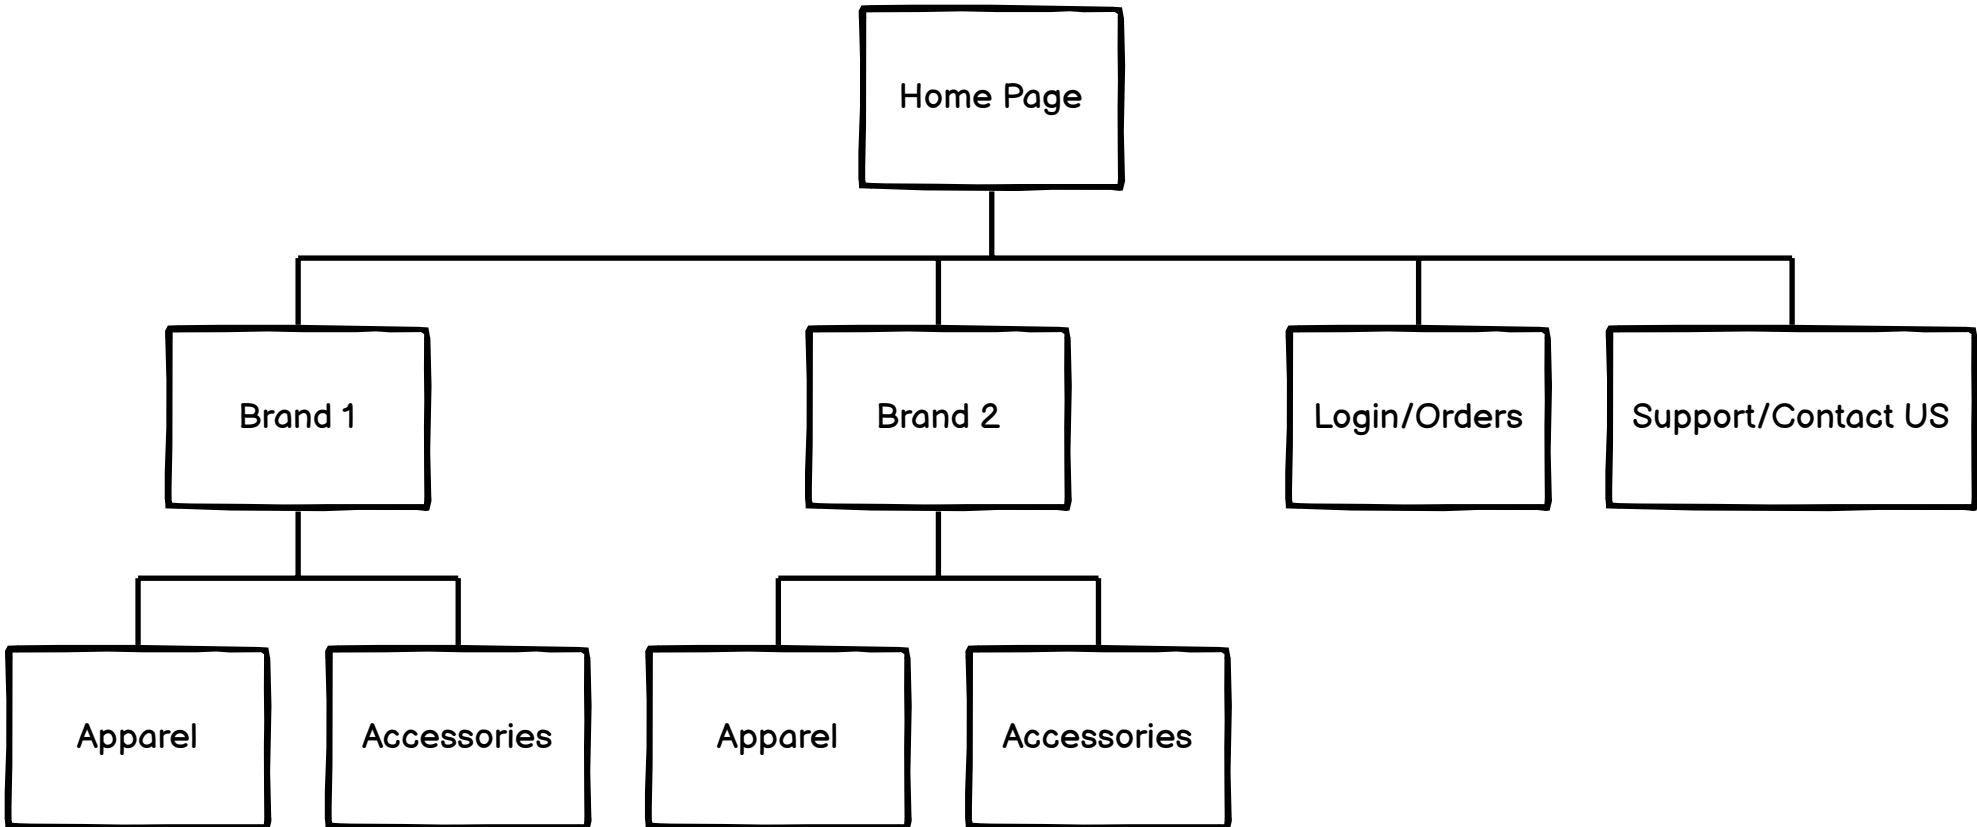 Home Page
Brand 1
Brand 2
Login/Orders
Support/Contact US
Apparel
Accessories
Apparel
Accessories